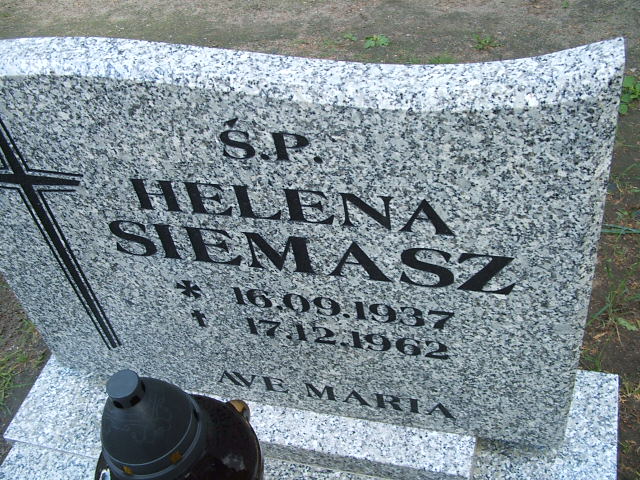 Ś.P.
HELENA
SIEMASZ
* 16.09.1937
† 17.12.1962
AVE MARIA